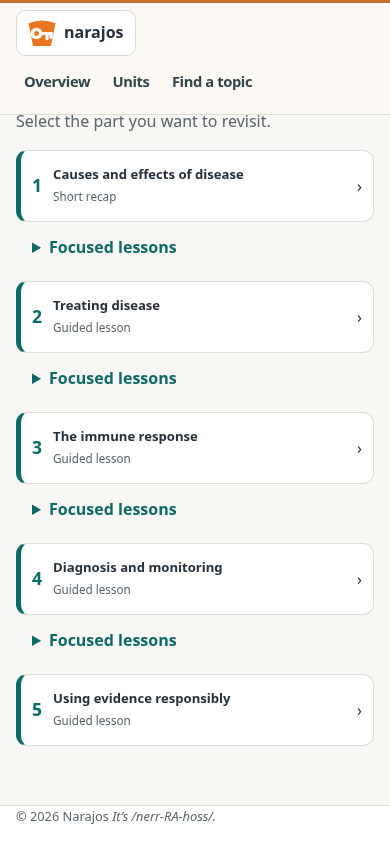 narajos
Overview Units Find a topic
Select the part you want to revisit.
1 Causes and effects of disease
Short recap
›
▶ Focused lessons
2 Treating disease
Guided lesson
›
▶ Focused lessons
3 The immune response
Guided lesson
›
▶ Focused lessons
4 Diagnosis and monitoring
Guided lesson
›
▶ Focused lessons
5 Using evidence responsibly
Guided lesson
›
© 2026 Narajos It’s /nerr-RA-hoss/.